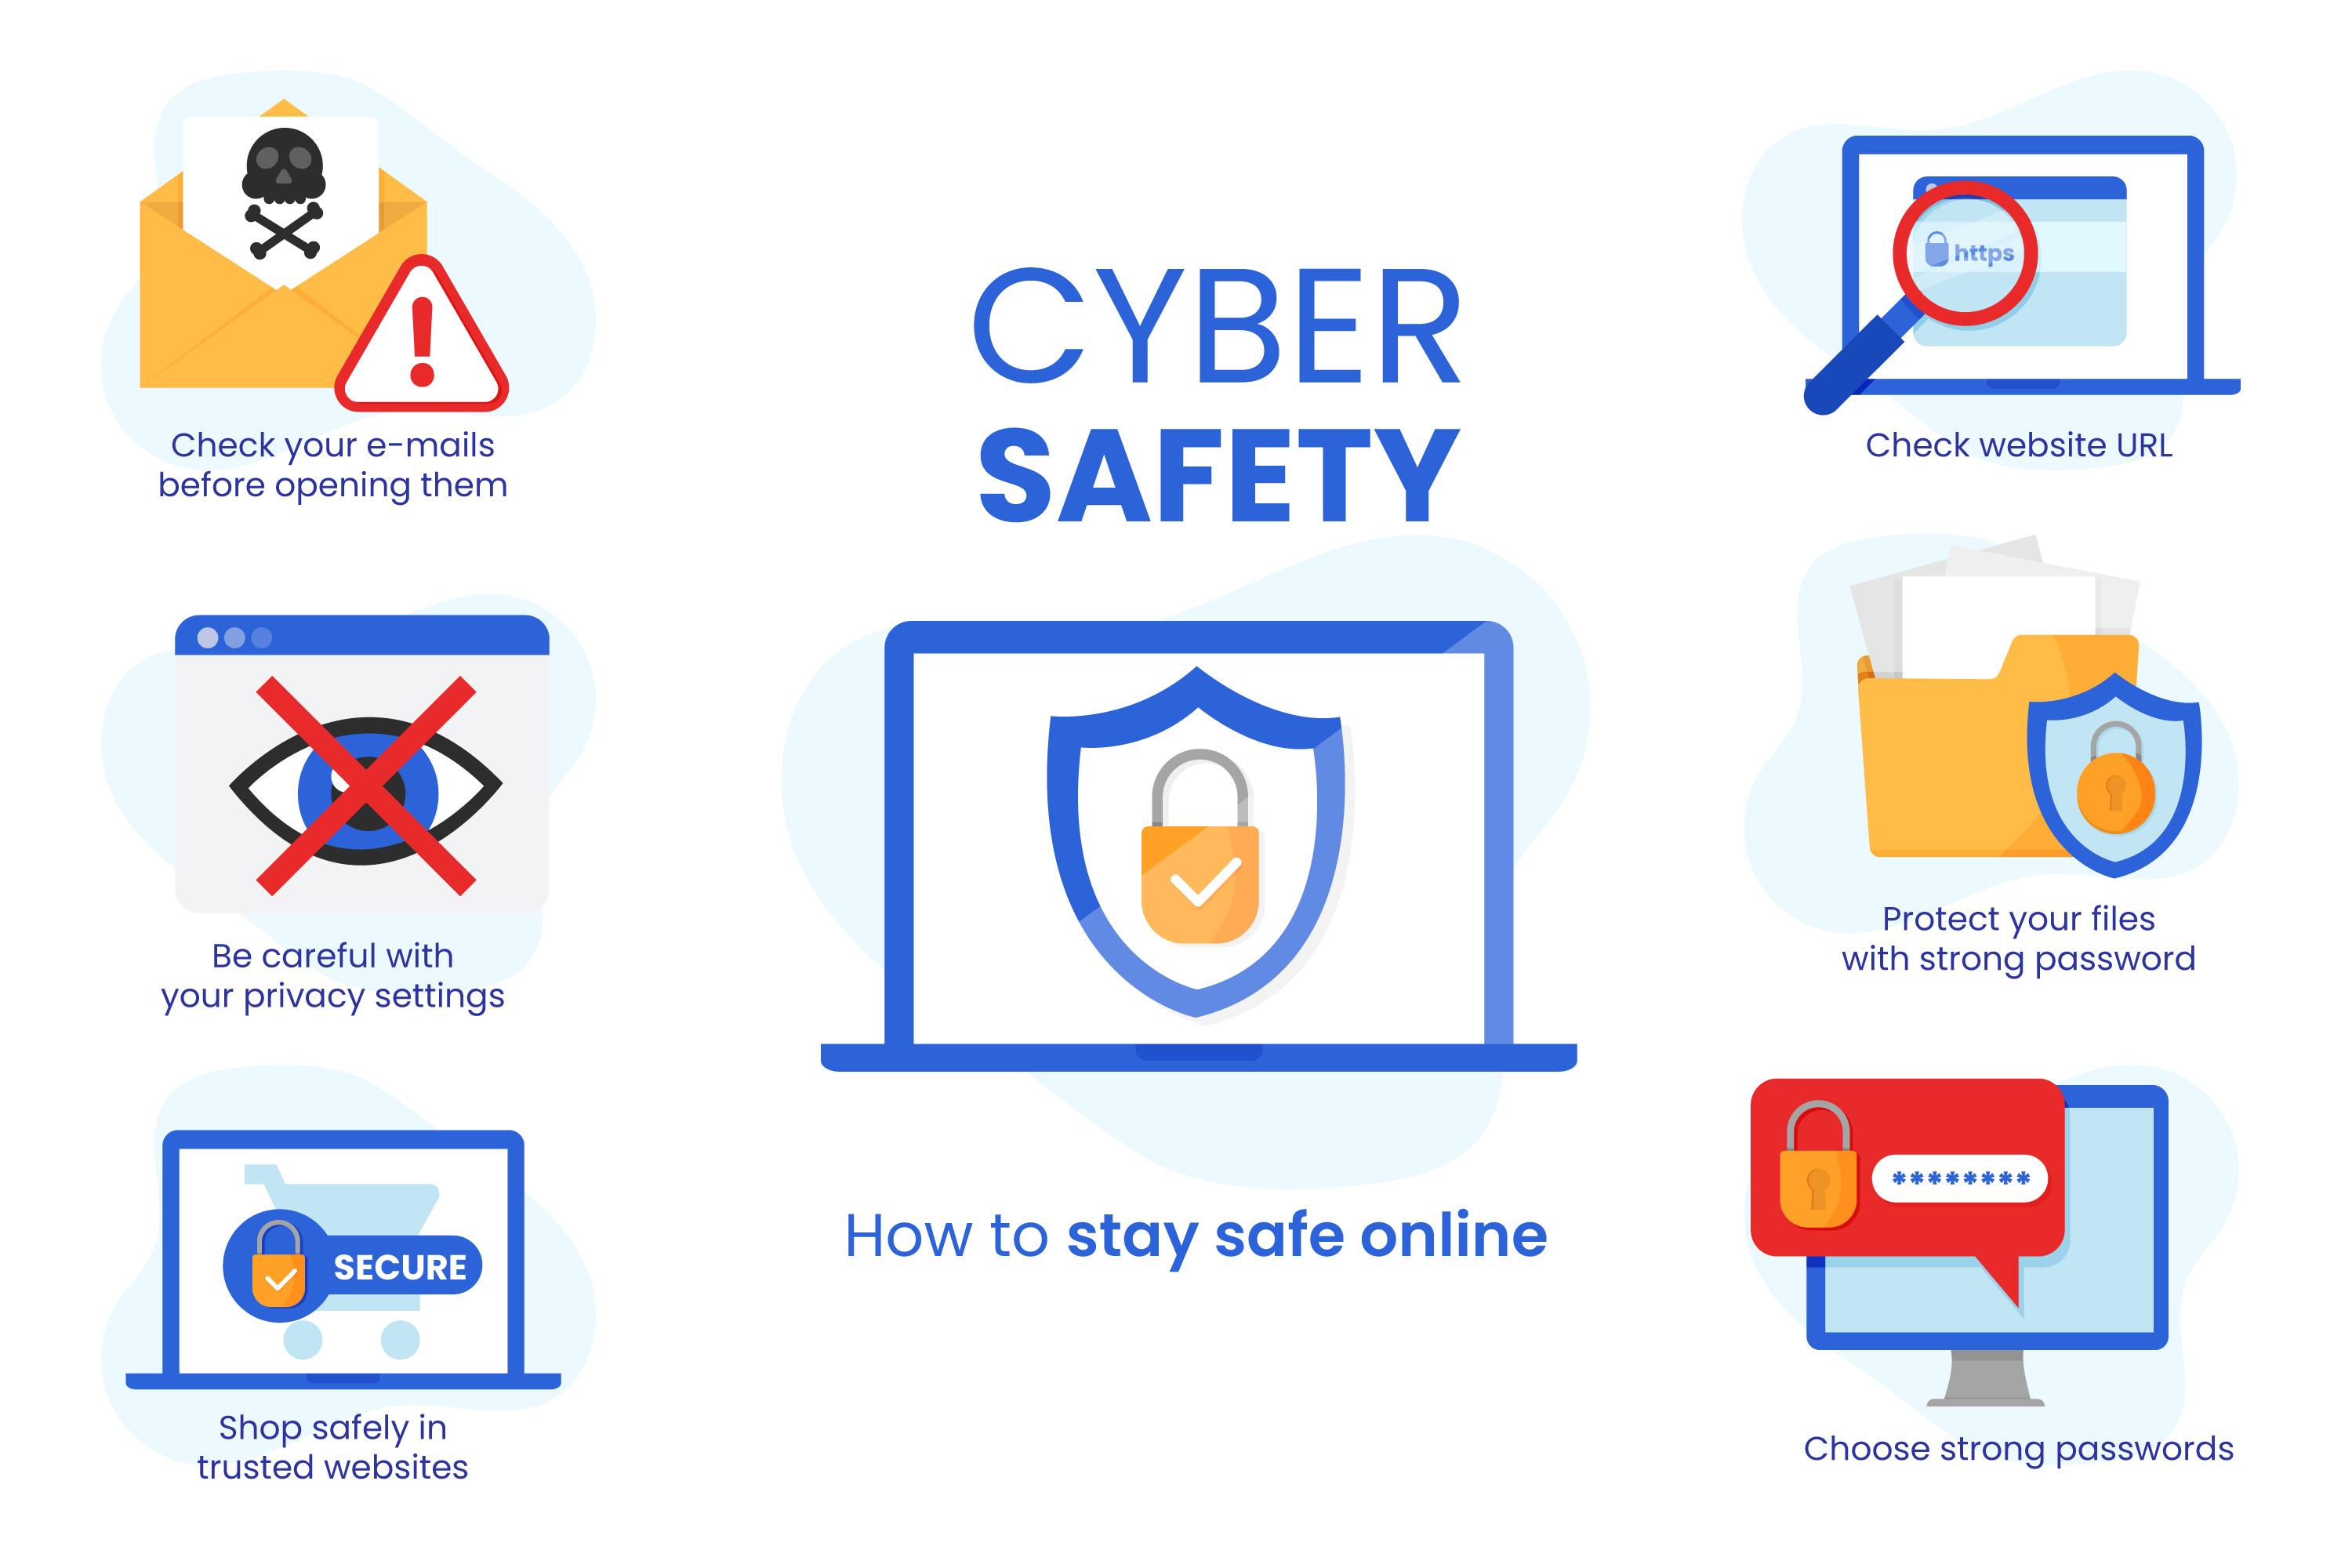 CYBER
SAFETY
How to stay safe online
Check your e-mails
before opening them
Be careful with
your privacy settings
SECURE
Shop safely in
trusted websites
https
Check website URL
Protect your files
with strong password
********
Choose strong passwords